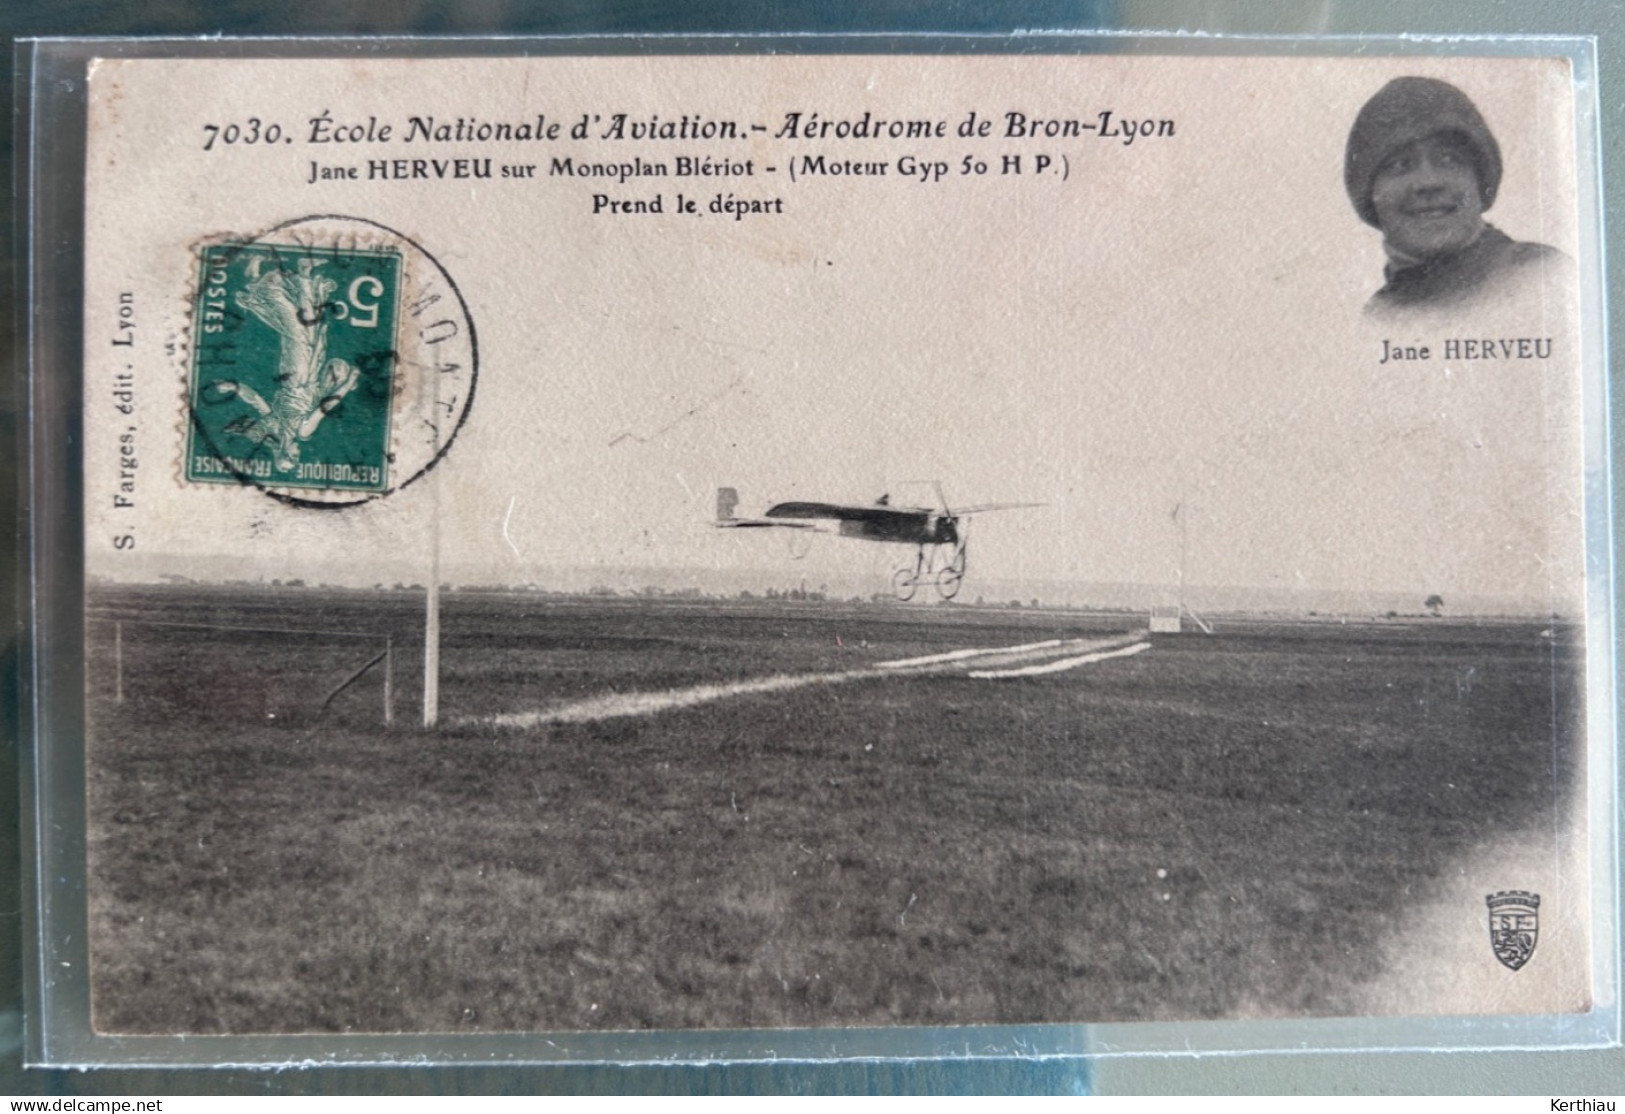 7030. École Nationale d'Aviation.- Aérodrome de Bron-Lyon
Jane HERVEU sur Monoplan Blériot - (Moteur Gyp 50 H P.)
Prend le départ
Jane HERVEU
S. Farges, édit. Lyon
5c
POSTES
REPUBLIQUE FRANÇAISE
S F
www.delcampe.net
Kerthiau